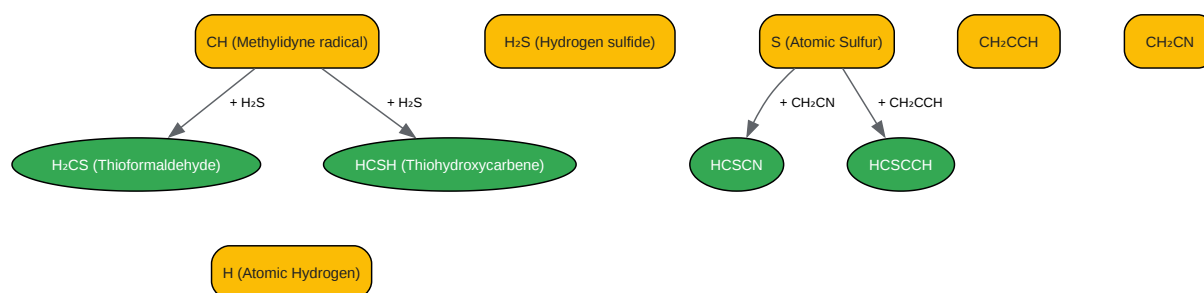 CH (Methylidyne radical)
H₂S (Hydrogen sulfide)
S (Atomic Sulfur)
CH₂CCH
CH₂CN
+ H₂S
+ H₂S
+ CH₂CN
+ CH₂CCH
H₂CS (Thioformaldehyde)
HCSH (Thiohydroxycarbene)
HCSCN
HCSCCH
H (Atomic Hydrogen)